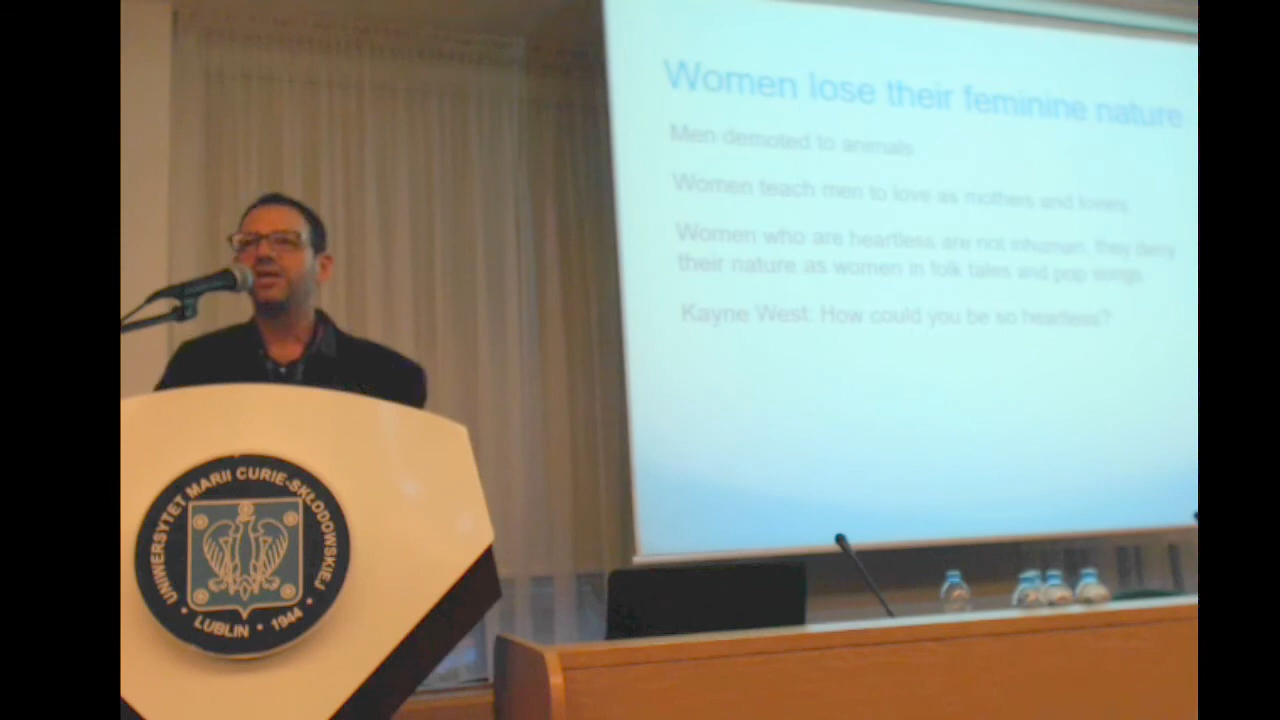 Women lose their feminine nature
Men demoted to animals
Women teach men to love as mothers and lovers
Women who are heartless are not inhuman, they deny
their nature as women in folk tales and pop songs
Kayne West: How could you be so heartless?
UNIWERSYTET MARII CURIE-SKŁODOWSKIEJ
LUBLIN • 1944